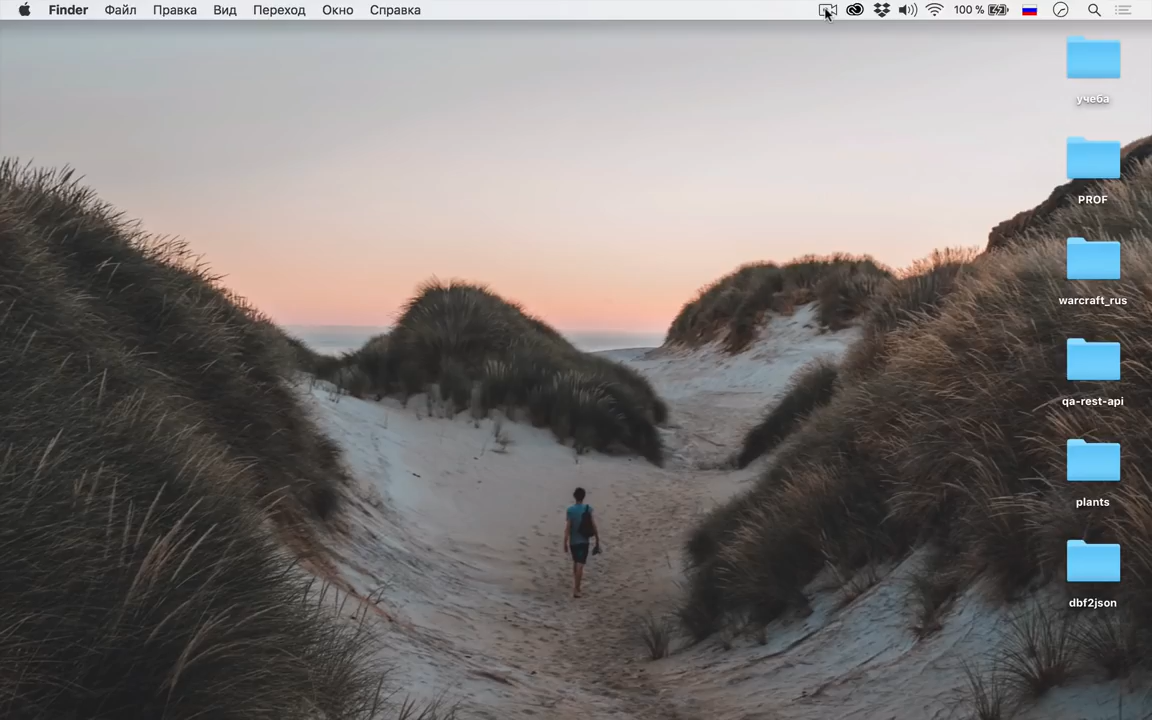 Finder Файл Правка Вид Переход Окно Справка 100 %
учеба
PROF
warcraft_rus
qa-rest-api
plants
dbf2json